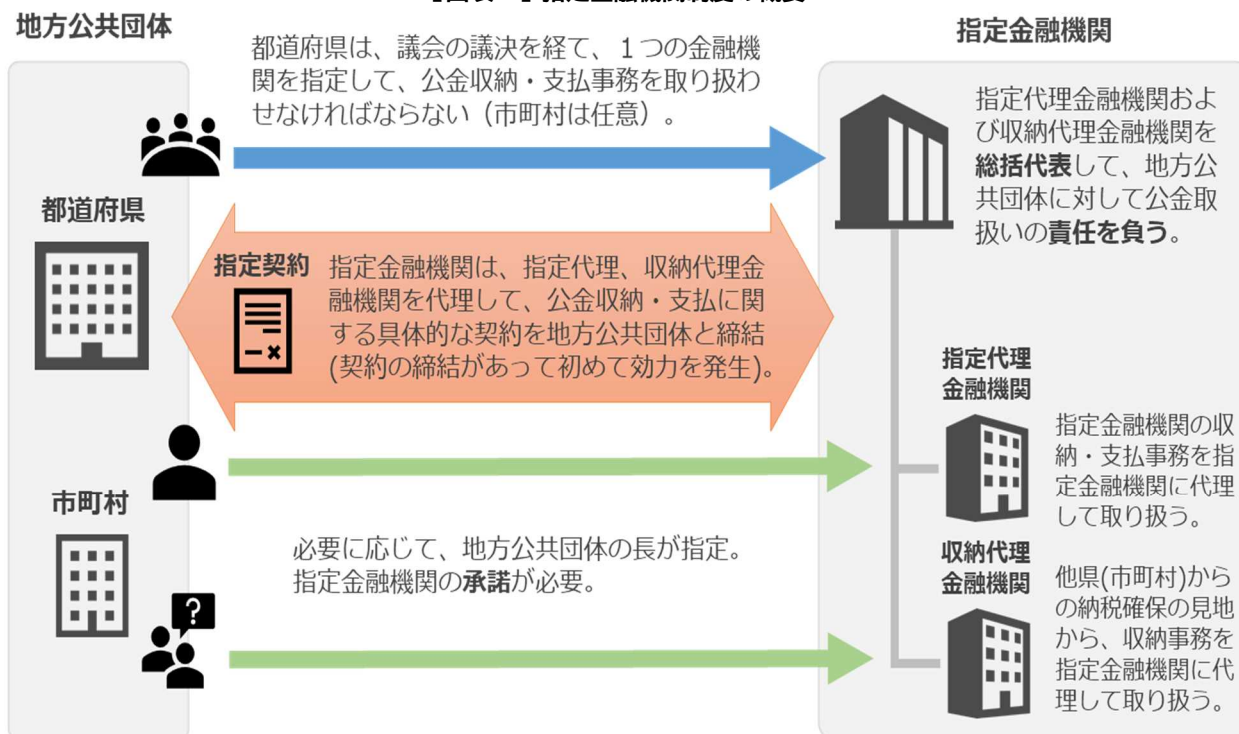 地方公共団体
都道府県は、議会の議決を経て、１つの金融機
関を指定して、公金収納・支払事務を取り扱わ
せなければならない（市町村は任意）。
指定金融機関
指定代理金融機関およ
び収納代理金融機関を
総括代表して、地方公
共団体に対して公金取
扱いの責任を負う。
都道府県
指定契約
指定金融機関は、指定代理、収納代理金
融機関を代理して、公金収納・支払に関
する具体的な契約を地方公共団体と締結
(契約の締結があって初めて効力を発生)。
指定代理
金融機関
指定金融機関の収
納・支払事務を指
定金融機関に代理
して取り扱う。
市町村
必要に応じて、地方公共団体の長が指定。
指定金融機関の承諾が必要。
?
収納代理
金融機関
他県(市町村)から
の納税確保の見地
から、収納事務を
指定金融機関に代
理して取り扱う。